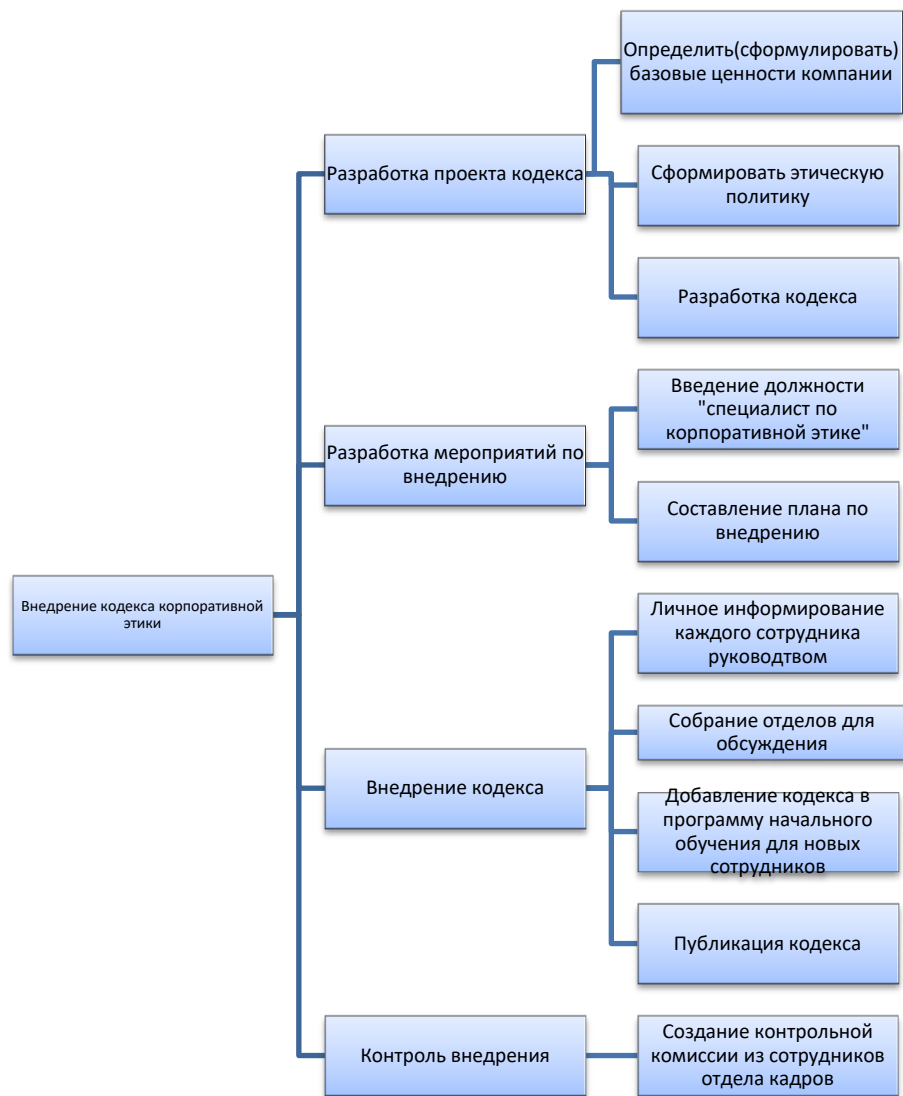 Внедрение кодекса корпоративной
этики
Разработка проекта кодекса
Определить(сформулировать)
базовые ценности компании
Сформировать этическую
политику
Разработка кодекса
Разработка мероприятий по
внедрению
Введение должности
"специалист по
корпоративной этике"
Составление плана по
внедрению
Внедрение кодекса
Личное информирование
каждого сотрудника
руководтвом
Собрание отделов для
обсуждения
Добавление кодекса в
программу начального
обучения для новых
сотрудников
Публикация кодекса
Контроль внедрения
Создание контрольной
комиссии из сотрудников
отдела кадров